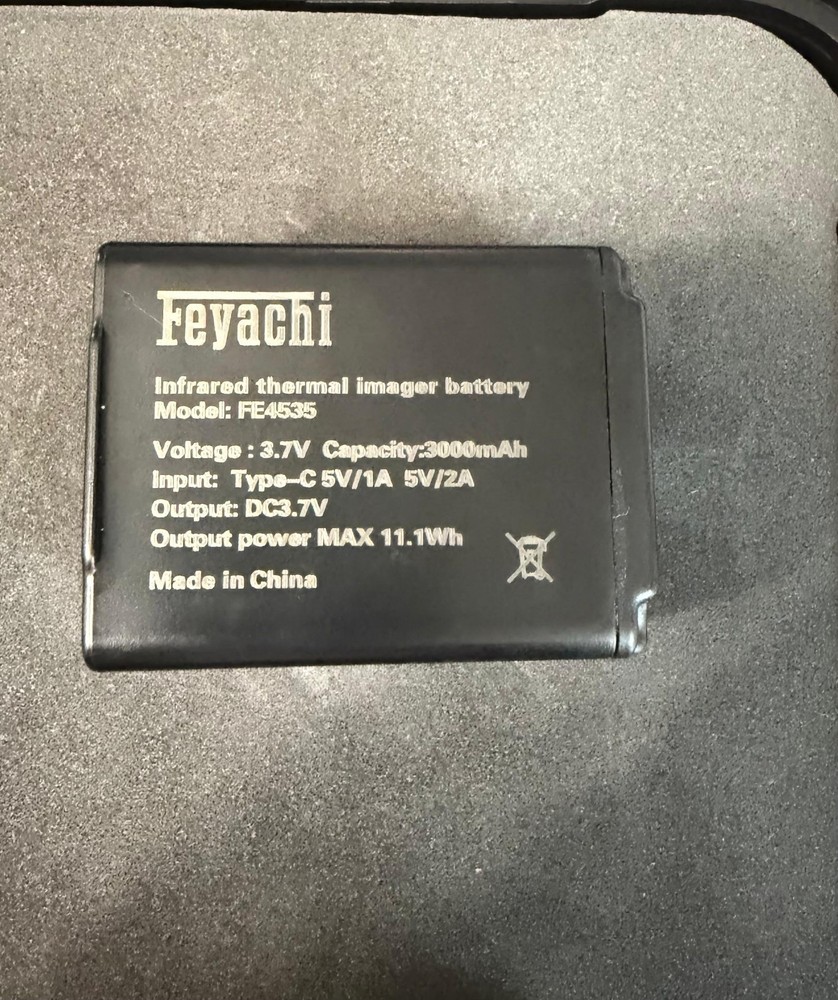 Feyachi
Infrared thermal imager battery
Model: FE4535
Voltage : 3.7V Capacity:3000mAh
Input: Type-C 5V/1A 5V/2A
Output: DC3.7V
Output power MAX 11.1Wh
Made in China